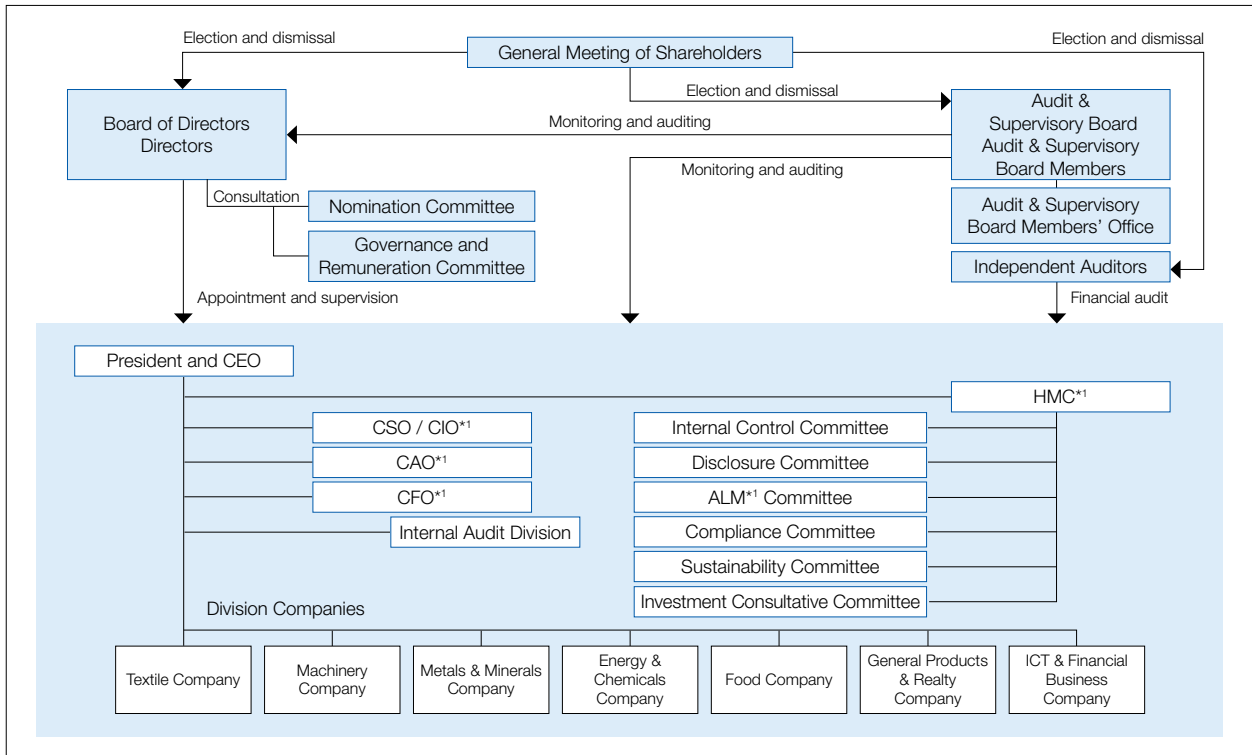 Election and dismissal
General Meeting of Shareholders
Election and dismissal
Election and dismissal
Board of Directors
Directors
Monitoring and auditing
Audit &
Supervisory Board
Audit & Supervisory
Board Members
Monitoring and auditing
Consultation
Nomination Committee
Audit & Supervisory
Board Members’ Office
Governance and
Remuneration Committee
Independent Auditors
Appointment and supervision
Financial audit
President and CEO
HMC*1
CSO / CIO*1
Internal Control Committee
CAO*1
Disclosure Committee
CFO*1
ALM*1 Committee
Internal Audit Division
Compliance Committee
Sustainability Committee
Investment Consultative Committee
Division Companies
Textile Company
Machinery
Company
Metals & Minerals
Company
Energy &
Chemicals
Company
Food Company
General Products
& Realty
Company
ICT & Financial
Business
Company